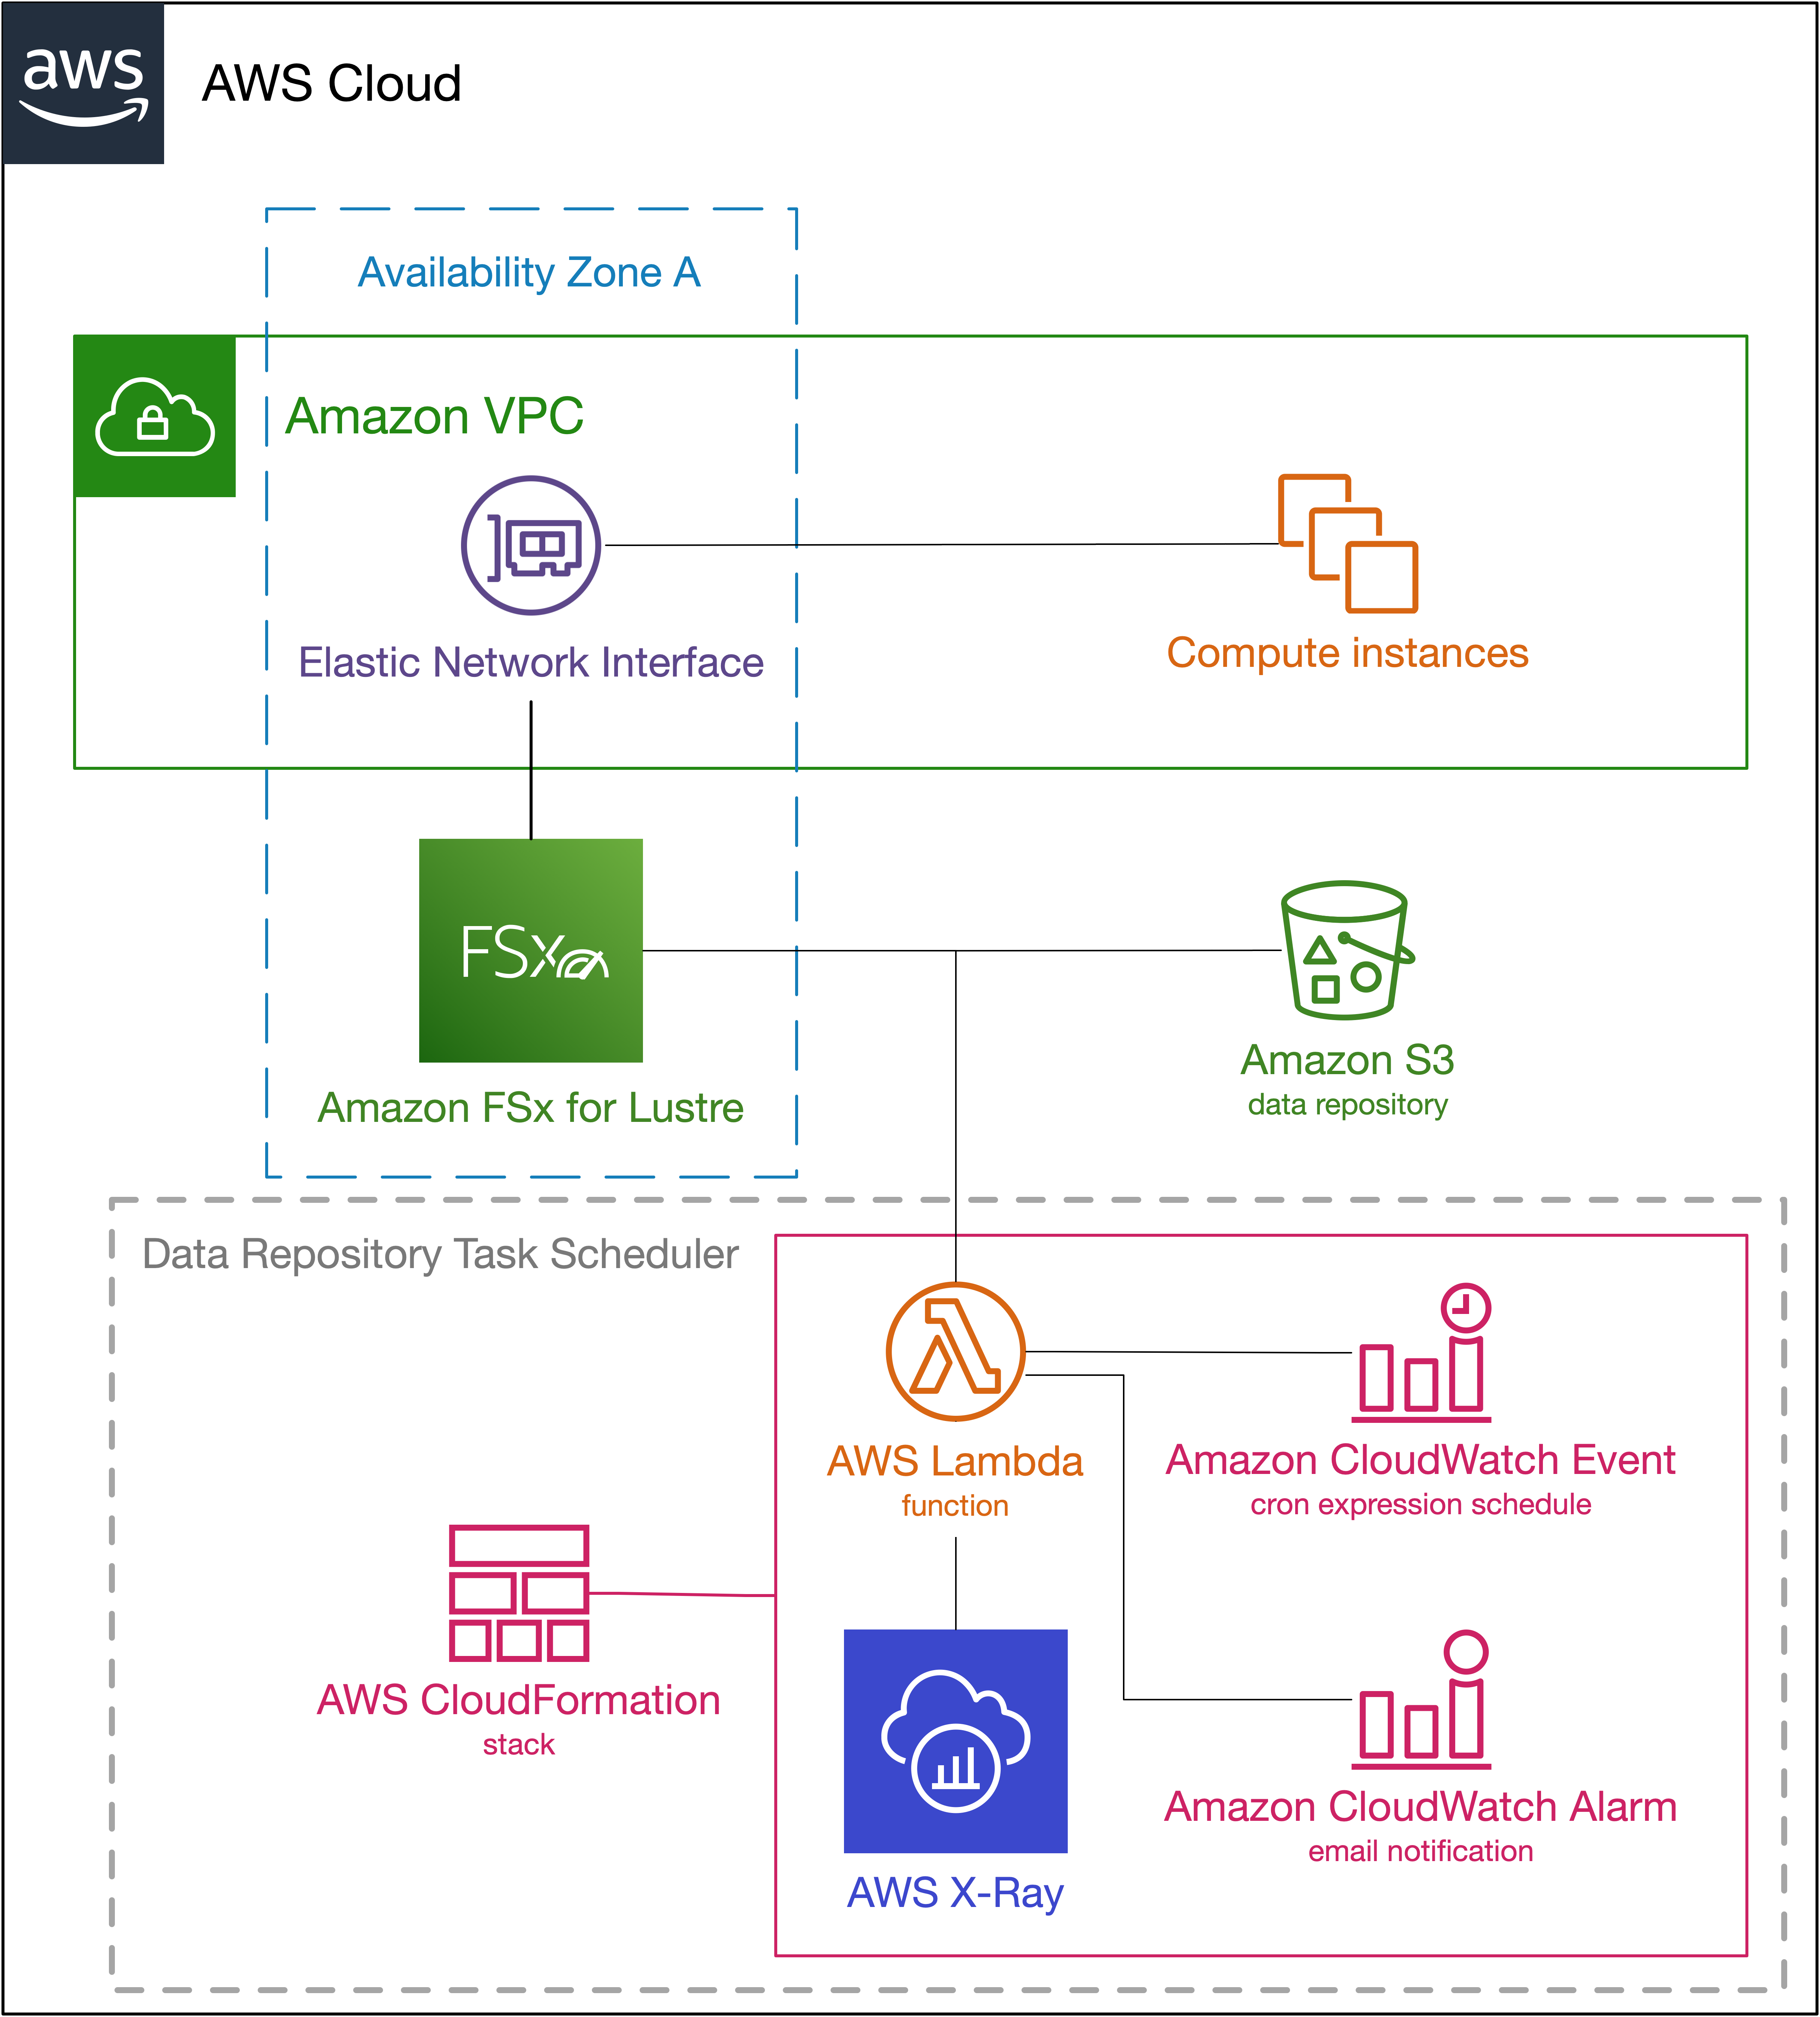 aws
AWS Cloud
Availability Zone A
Amazon VPC
Elastic Network Interface
Compute instances
FSx
Amazon FSx for Lustre
Amazon S3
data repository
Data Repository Task Scheduler
AWS Lambda
function
Amazon CloudWatch Event
cron expression schedule
AWS CloudFormation
stack
AWS X-Ray
Amazon CloudWatch Alarm
email notification